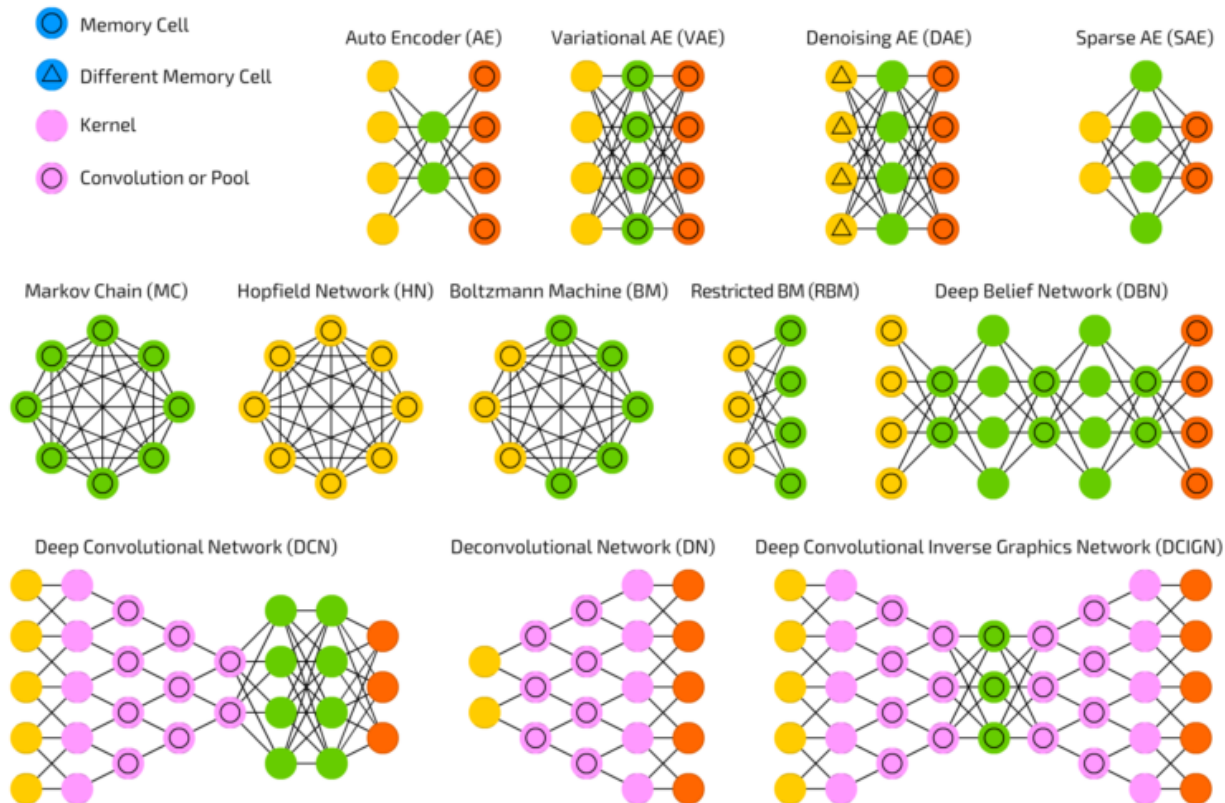 Memory Cell
Different Memory Cell
Kernel
Convolution or Pool
Auto Encoder (AE)
Variational AE (VAE)
Denoising AE (DAE)
Sparse AE (SAE)
Markov Chain (MC)
Hopfield Network (HN)
Boltzmann Machine (BM)
Restricted BM (RBM)
Deep Belief Network (DBN)
Deep Convolutional Network (DCN)
Deconvolutional Network (DN)
Deep Convolutional Inverse Graphics Network (DCIGN)